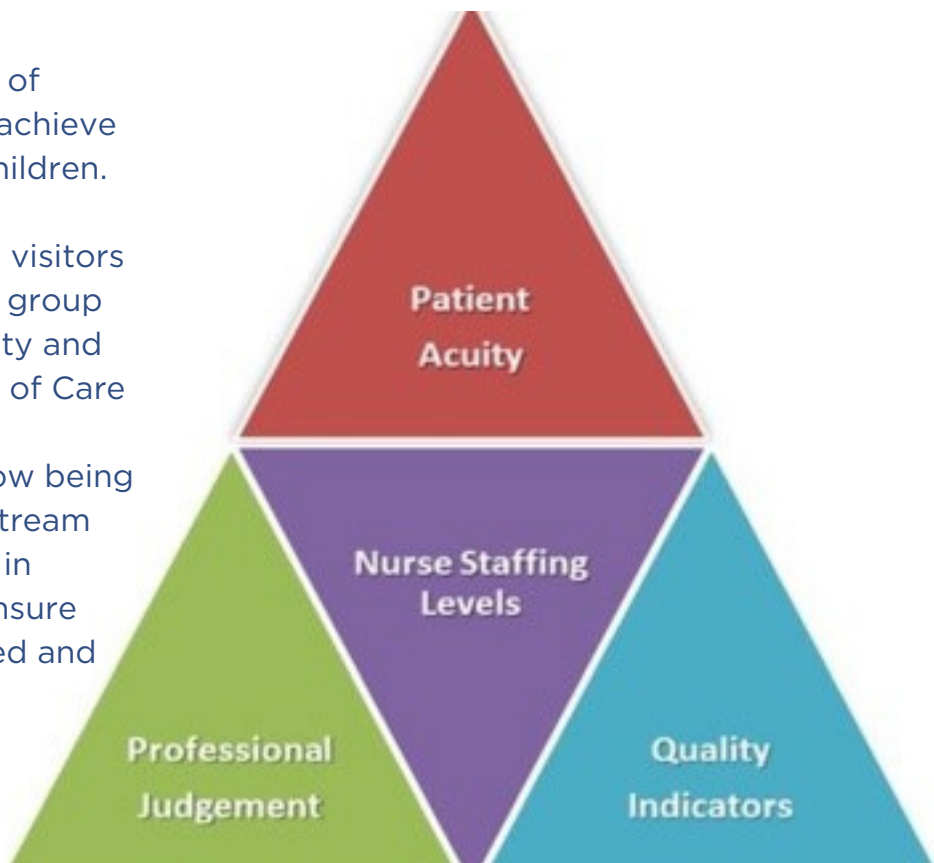 of
achieve
hildren.
visitors
group
ty and
of Care
ow being
tream
in
nsure
ed and
Patient
Acuity
Nurse Staffing
Levels
Professional
Judgement
Quality
Indicators